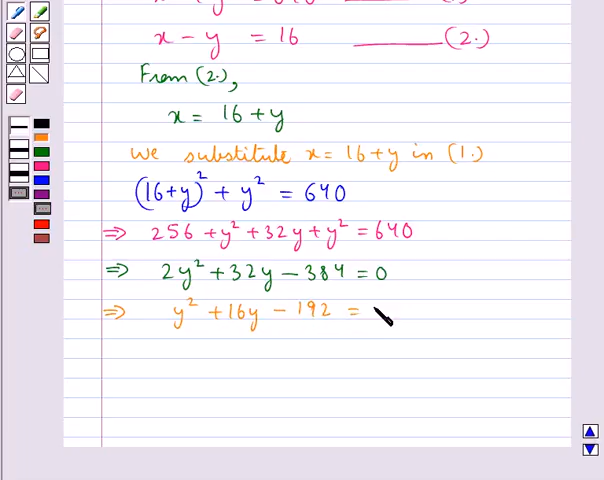 x - y = 16 ______ (2.)
From (2.),
x = 16 + y
We substitute x = 16 + y in (1.)
(16+y)² + y² = 640
⇒ 256 + y² + 32y + y² = 640
⇒ 2y² + 32y - 384 = 0
⇒ y² + 16y - 192 =